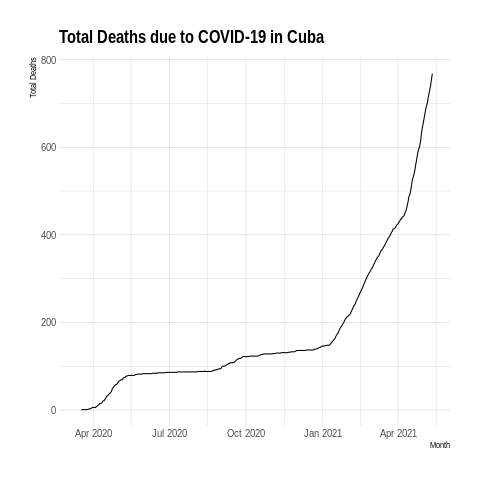 Total Deaths due to COVID-19 in Cuba
Total Deaths
800
600
400
200
0
Apr 2020 Jul 2020 Oct 2020 Jan 2021 Apr 2021
Month